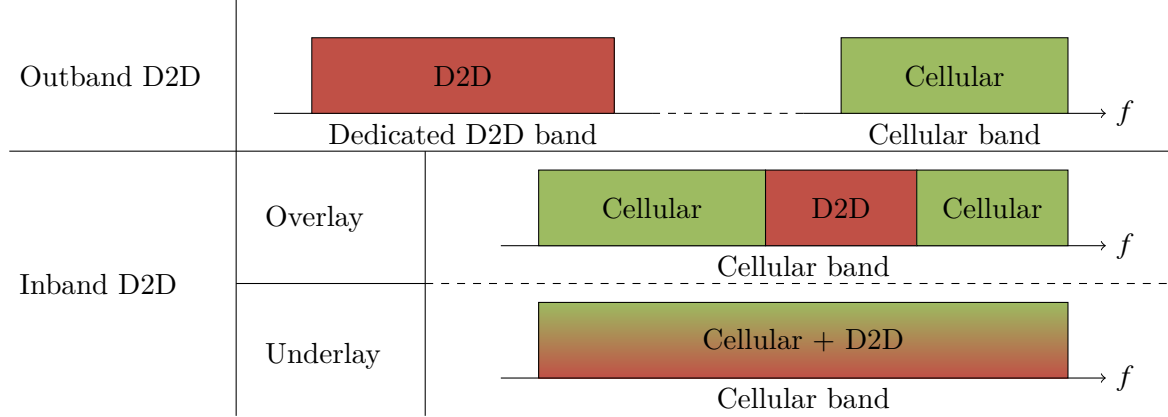 Outband D2D
D2D
Cellular
f
Dedicated D2D band
Cellular band
Inband D2D
Overlay
Cellular
D2D
Cellular
f
Cellular band
Underlay
Cellular + D2D
f
Cellular band